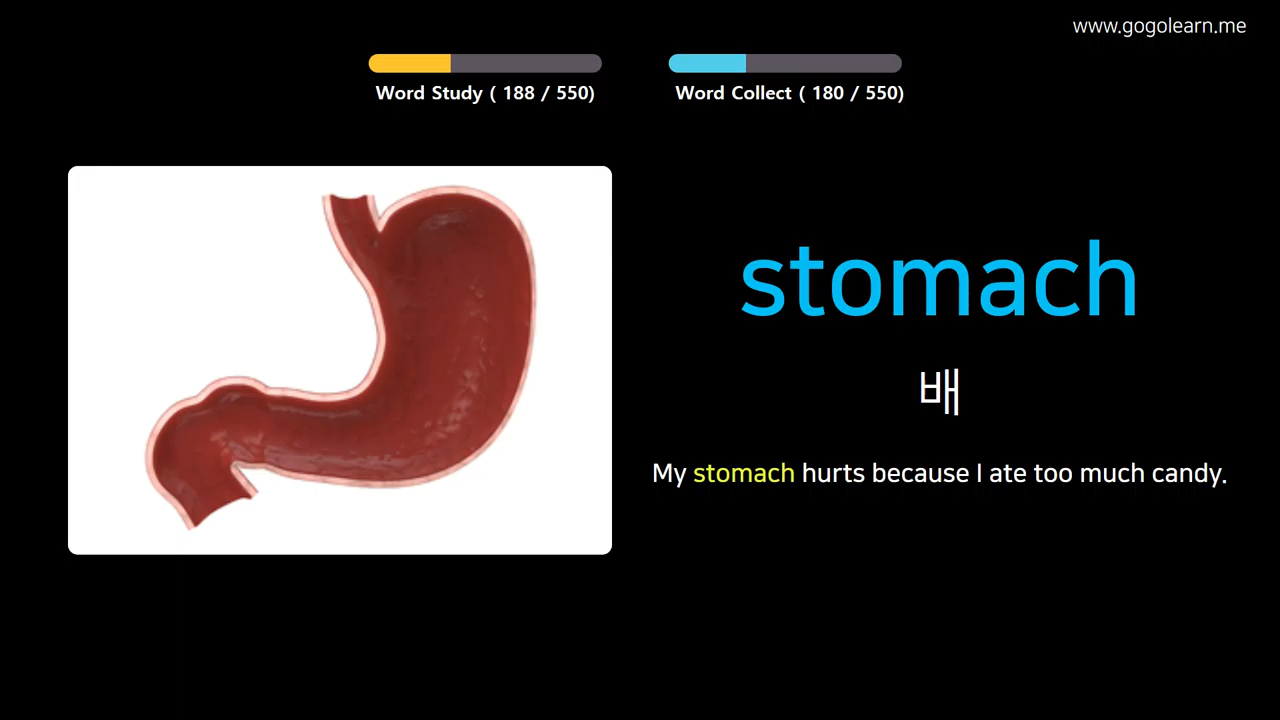 www.gogolearn.me
Word Study ( 188 / 550)
Word Collect ( 180 / 550)
stomach
배
My stomach hurts because I ate too much candy.